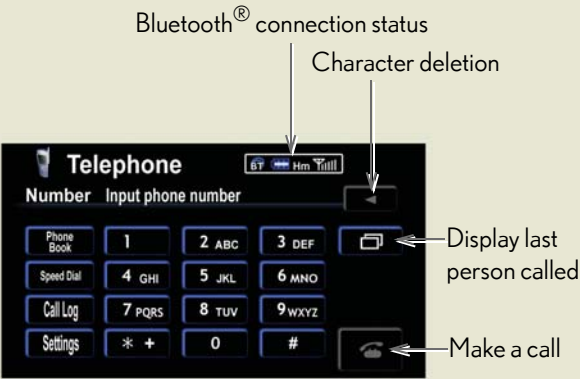 Bluetooth® connection status
Character deletion
Telephone BT Hm
Number Input phone number
Phone Book 1 2 ABC 3 DEF
Display last person called
Speed Dial 4 GHI 5 JKL 6 MNO
Call Log 7 PQRS 8 TUV 9 WXYZ
Settings * + 0 #
Make a call